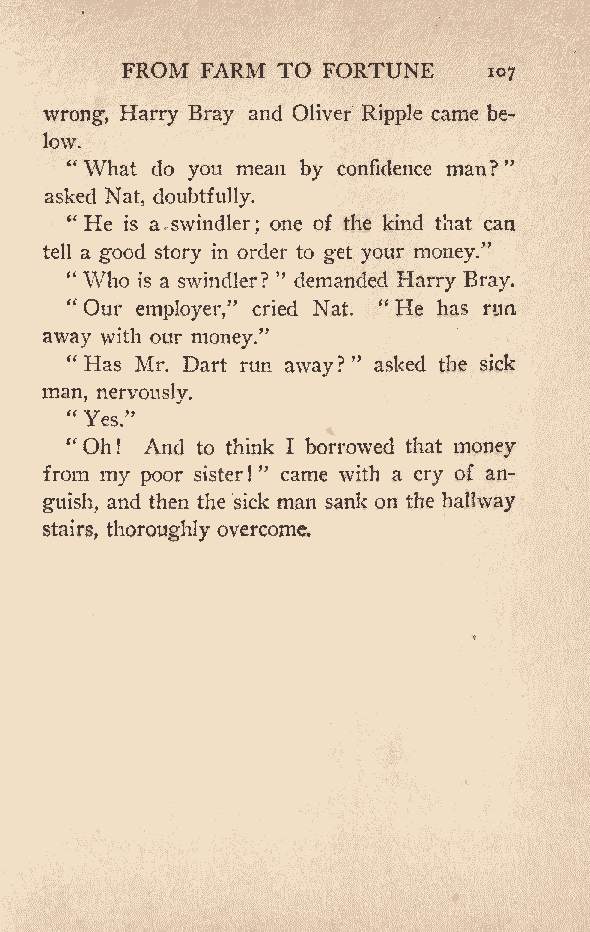 FROM FARM TO FORTUNE 107
wrong, Harry Bray and Oliver Ripple came be-
low.
“ What do you mean by confidence man? ”
asked Nat, doubtfully.
“ He is a swindler; one of the kind that can
tell a good story in order to get your money.”
“ Who is a swindler? ” demanded Harry Bray.
“ Our employer,” cried Nat. “ He has run
away with our money.”
“ Has Mr. Dart run away? ” asked the sick
man, nervously.
“ Yes.”
“ Oh! And to think I borrowed that money
from my poor sister! ” came with a cry of an-
guish, and then the sick man sank on the hallway
stairs, thoroughly overcome.